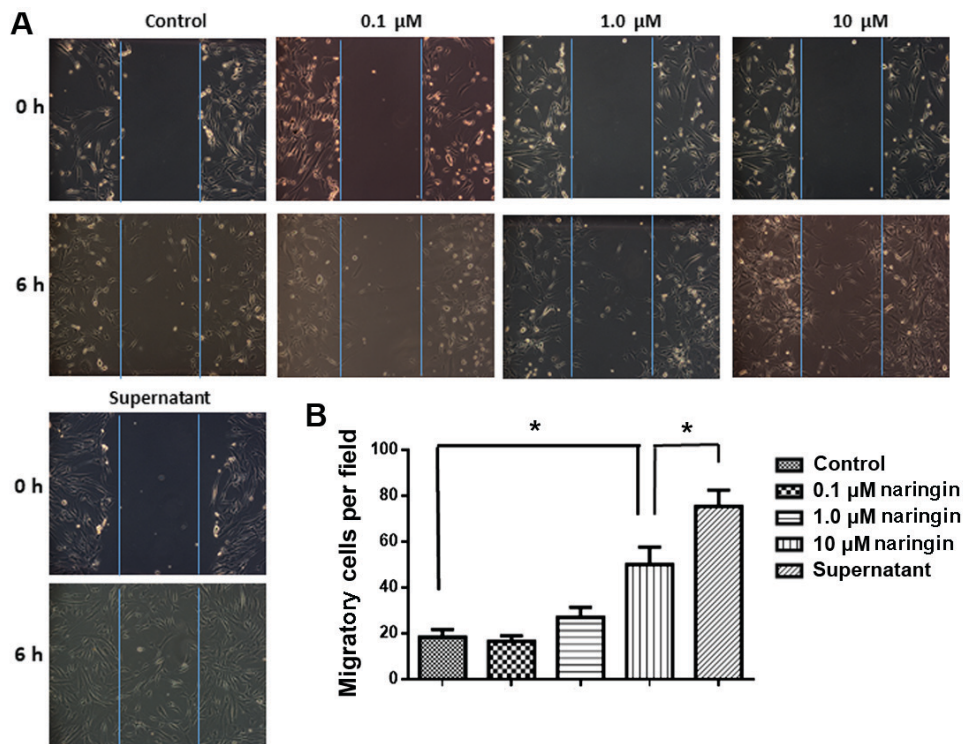 A
Control
0.1 µM
1.0 µM
10 µM
0 h
6 h
Supernatant
0 h
6 h
B
Migratory cells per field
100
80
60
40
20
0
*
*
Control
0.1 µM naringin
1.0 µM naringin
10 µM naringin
Supernatant